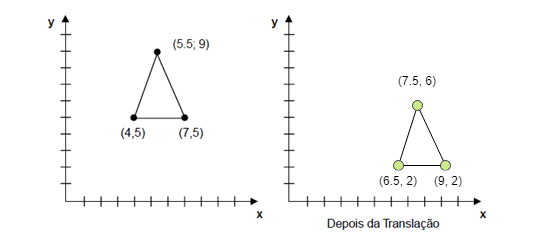 y
(5.5; 9)
(4,5)
(7,5)
x
y
(7.5, 6)
(6.5, 2)
(9, 2)
x
Depois da Translação